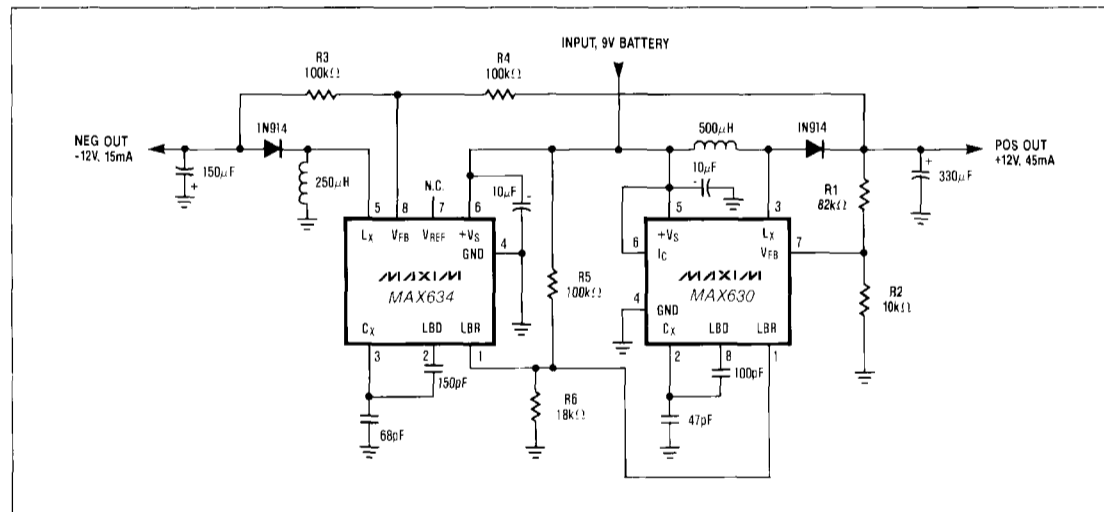 INPUT, 9V BATTERY
R3
100kΩ
R4
100kΩ
NEG OUT
-12V, 15mA
1N914
150μF
+
250μH
500μH
1N914
POS OUT
+12V, 45mA
+
330μF
10μF
R1
82kΩ
N.C.
10μF
5
8
7
6
LX
VFB
VREF
+VS
4
GND
MAXIM
MAX634
CX
LBD
LBR
3
2
1
150pF
68pF
R5
100kΩ
R6
18kΩ
5
3
+VS
LX
6
IC
VFB
7
MAXIM
MAX630
4
GND
CX
LBD
LBR
2
8
1
100pF
47pF
R2
10kΩ